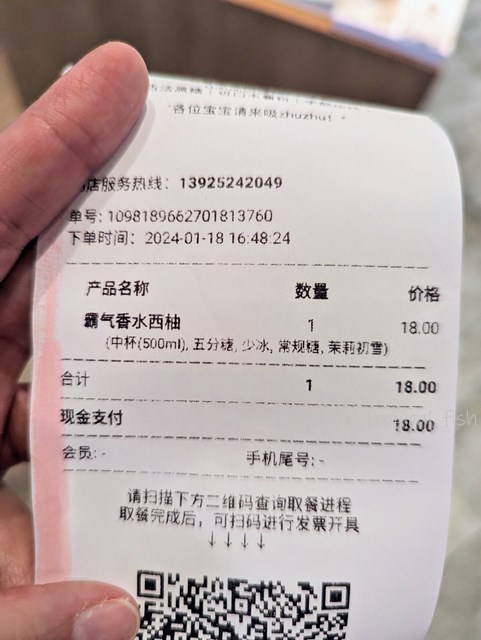 各位宝宝请来吸zhuzhu!
店服务热线: 13925242049
单号: 1098189662701813760
下单时间: 2024-01-18 16:48:24
产品名称 数量 价格
霸气香水西柚 1 18.00
(中杯(500ml), 五分糖, 少冰, 常规糖, 茉莉初雪)
合计 1 18.00
现金支付 18.00
会员: - 手机尾号: -
请扫描下方二维码查询取餐进程
取餐完成后，可扫码进行发票开具
↓↓↓↓